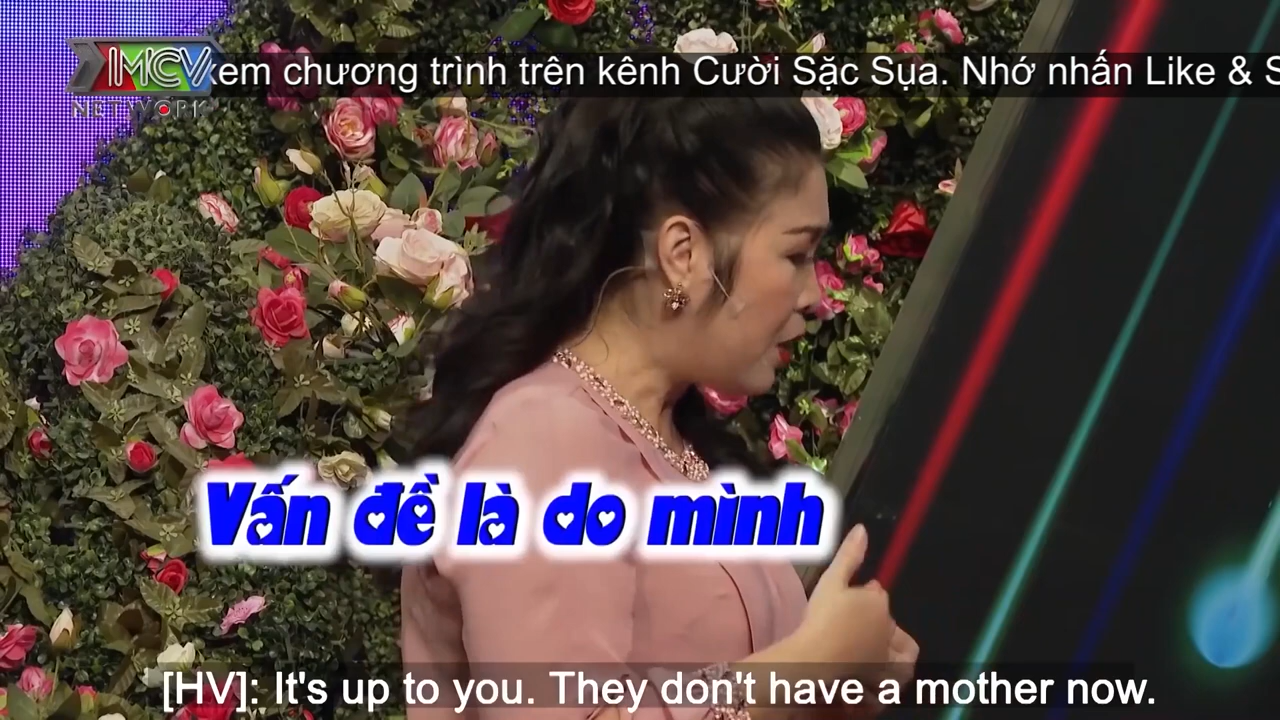 MCV
NETWORK
xem chương trình trên kênh Cười Sặc Sụa. Nhớ nhấn Like & S
Vấn đề là do mình
[HV]: It's up to you. They don't have a mother now.